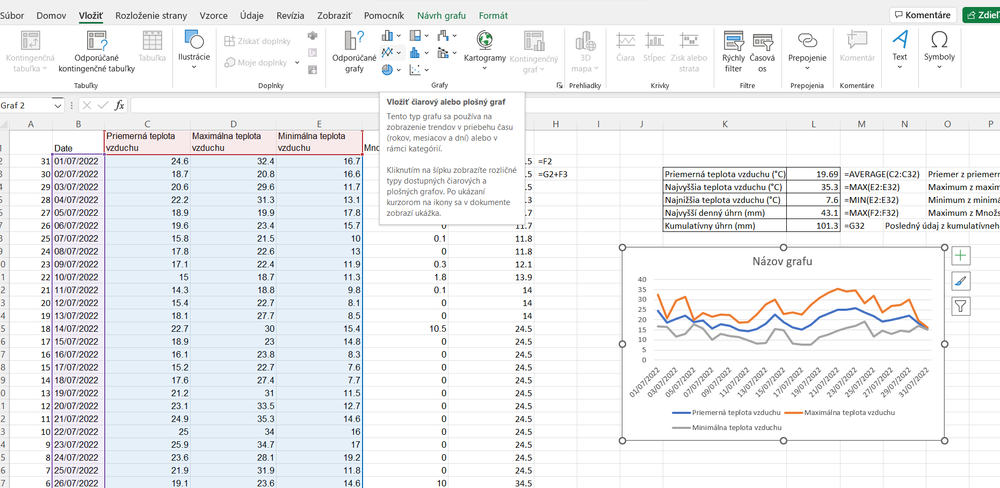 Súbor Domov Vložiť Rozloženie strany Vzorce Údaje Revízia Zobraziť Pomocník Návrh grafu Formát Komentáre
Kontingenčná tabuľka
Odporúčané kontingenčné tabuľky
Tabuľka
Tabuľky
Ilustrácie
Získať doplnky
Moje doplnky
Doplnky
Odporúčané grafy
Kartogramy
Kontingenčný graf
Grafy
3D mapa
Prehliadky
Čiara
Stĺpec
Zisk alebo strata
Krivky
Rýchly filter
Časová os
Filtre
Prepojenie
Prepojenia
Komentár
Komentáre
Text
Symboly
Graf 2
fx
Vložiť čiarový alebo plošný graf
Tento typ grafu sa používa na
zobrazenie trendov v priebehu času
(rokov, mesiacov a dní) alebo v
rámci kategórií.
Kliknutím na šípku zobrazíte rozličné
typy dostupných čiarových a
plošných grafov. Po ukázaní
kurzorom na ikony sa v dokumente
zobrazí ukážka.
A B C D E H I J K L M N O P
Date
Priemerná teplota vzduchu
Maximálna teplota vzduchu
Minimálna teplota vzduchu
31 01/07/2022 24.6 32.4 16.7 .5 =F2
30 02/07/2022 18.7 20.8 16.6 .5 =G2+F3
29 03/07/2022 20.6 29.6 11.7 .5
28 04/07/2022 22.2 31.3 13.1 .3
27 05/07/2022 18.9 19.9 17.8 .7
26 06/07/2022 19.6 23.4 15.7 0 11.7
25 07/07/2022 15.8 21.5 10 0.1 11.8
24 08/07/2022 17.8 22.6 13 0 11.8
23 09/07/2022 17.1 22.4 11.9 0.3 12.1
22 10/07/2022 15 18.7 11.3 1.8 13.9
21 11/07/2022 14.3 18.8 9.8 0.1 14
20 12/07/2022 15.4 22.7 8.1 0 14
19 13/07/2022 18.1 27.7 8.5 0 14
18 14/07/2022 22.7 30 15.4 10.5 24.5
17 15/07/2022 18.9 23 14.8 0 24.5
16 16/07/2022 16.1 23.8 8.3 0 24.5
15 17/07/2022 15.2 22.7 7.6 0 24.5
14 18/07/2022 17.6 27.4 7.7 0 24.5
13 19/07/2022 21.2 31 11.5 0 24.5
12 20/07/2022 23.1 33.5 12.7 0 24.5
11 21/07/2022 24.9 35.3 14.6 0 24.5
10 22/07/2022 25 34 16 0 24.5
9 23/07/2022 25.9 34.7 17 0 24.5
8 24/07/2022 23.6 28.1 19.2 0 24.5
7 25/07/2022 21.9 31.9 11.8 0 24.5
6 26/07/2022 19.1 23.6 14.6 10 34.5
Priemerná teplota vzduchu (°C) 19.69 =AVERAGE(C2:C32) Priemer z
Najvyššia teplota vzduchu (°C) 35.3 =MAX(E2:E32) Maximum z
Najnižšia teplota vzduchu (°C) 7.6 =MIN(E2:E32) Minimum z
Najvyšší denný úhrn (mm) 43.1 =MAX(F2:F32) Maximum z
Kumulatívny úhrn (mm) 101.3 =G32 Posledný údaj z
Názov grafu
40
35
30
25
20
15
10
5
0
01/07/2022 03/07/2022 05/07/2022 07/07/2022 09/07/2022 11/07/2022 13/07/2022 15/07/2022 17/07/2022 19/07/2022 21/07/2022 23/07/2022 25/07/2022 27/07/2022 29/07/2022 31/07/2022
Priemerná teplota vzduchu Maximálna teplota vzduchu
Minimálna teplota vzduchu